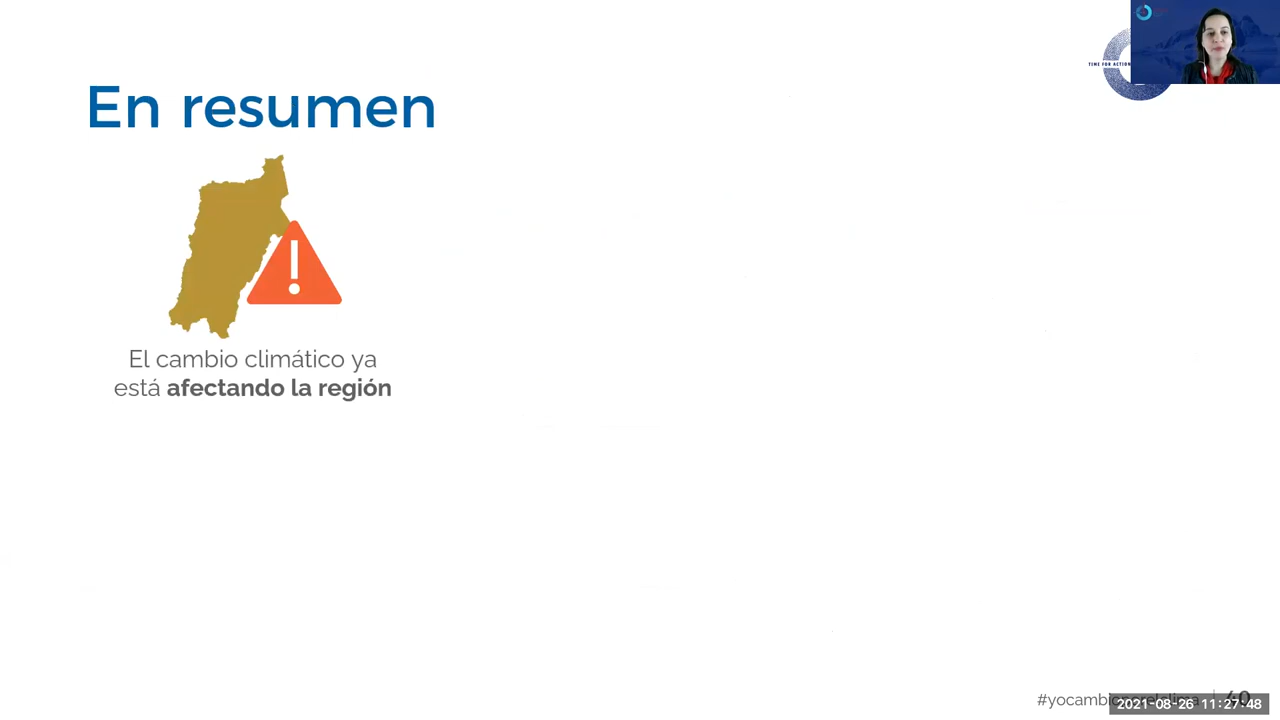 En resumen
TIME FOR ACTION
El cambio climático ya
está afectando la región
2021-08-26 11:27:48
40